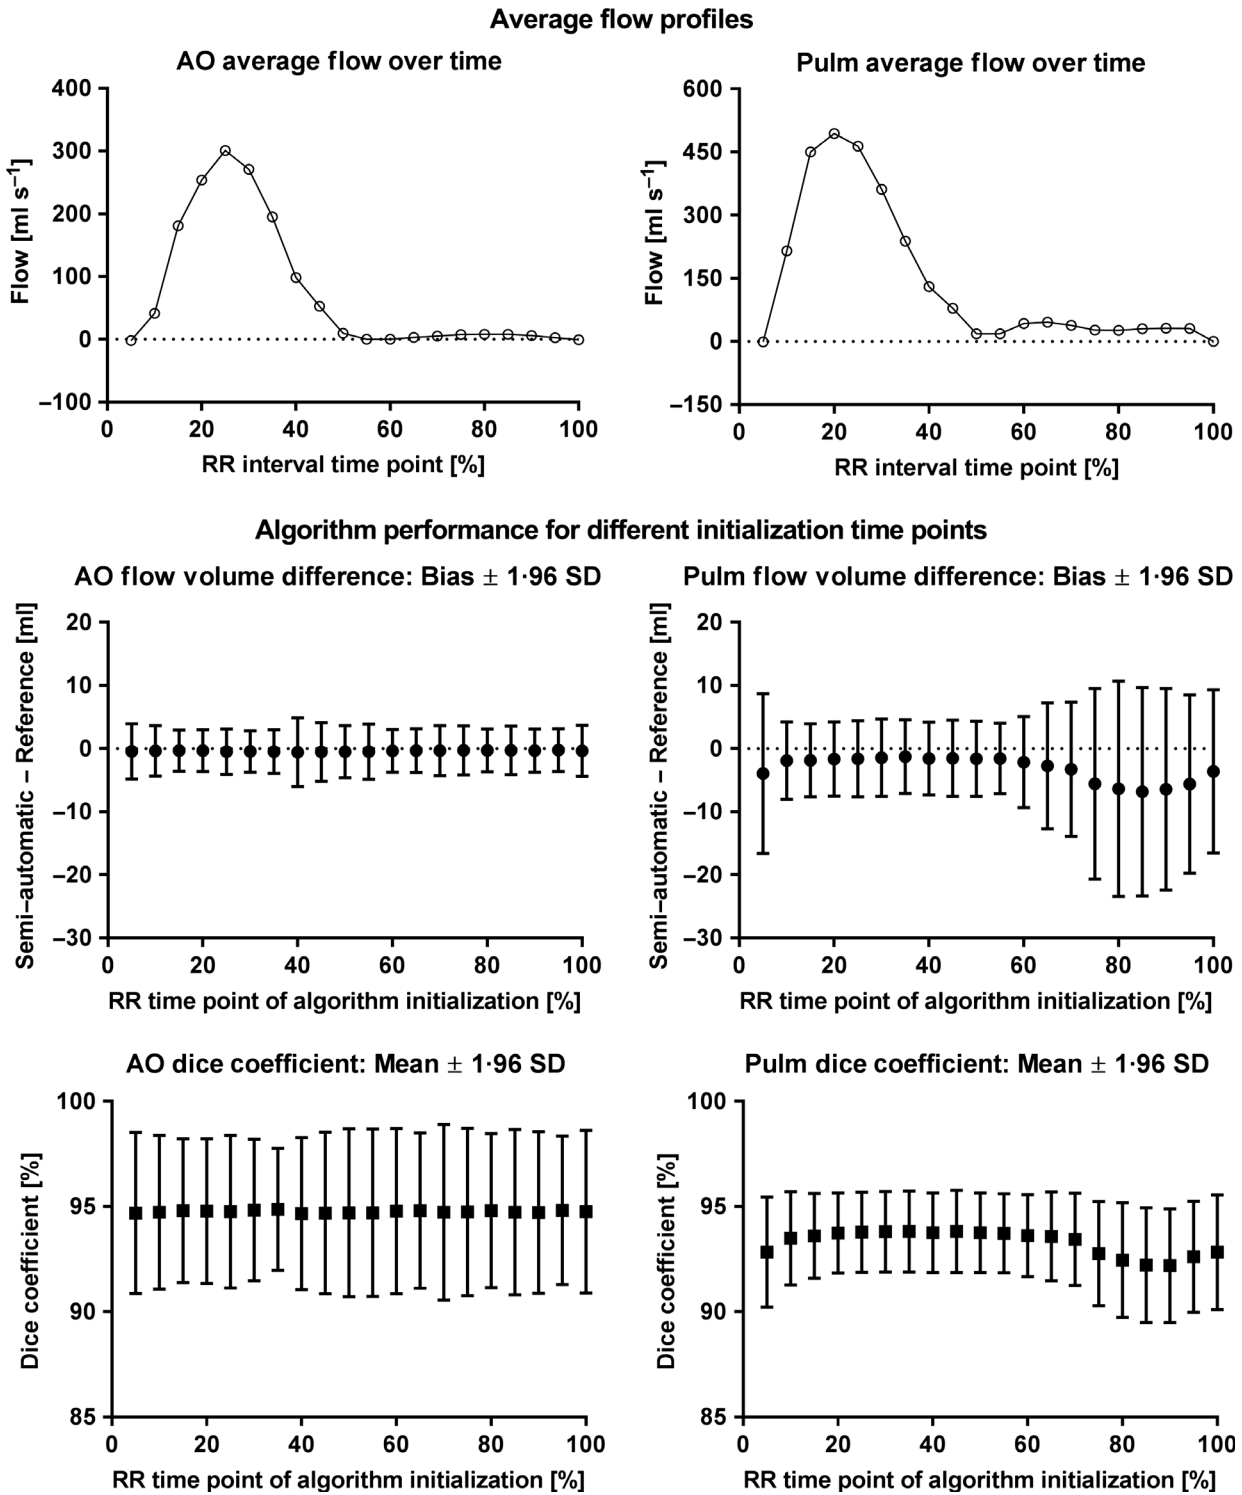 Average flow profiles
AO average flow over time
400
300
200
100
0
–100
Flow [ml s–1]
0 20 40 60 80 100
RR interval time point [%]
Pulm average flow over time
600
450
300
150
0
–150
Flow [ml s–1]
0 20 40 60 80 100
RR interval time point [%]
Algorithm performance for different initialization time points
AO flow volume difference: Bias ± 1·96 SD
20
10
0
–10
–20
–30
Semi–automatic – Reference [ml]
0 20 40 60 80 100
RR time point of algorithm initialization [%]
Pulm flow volume difference: Bias ± 1·96 SD
20
10
0
–10
–20
–30
Semi–automatic – Reference [ml]
0 20 40 60 80 100
RR time point of algorithm initialization [%]
AO dice coefficient: Mean ± 1·96 SD
100
95
90
85
Dice coefficient [%]
0 20 40 60 80 100
RR time point of algorithm initialization [%]
Pulm dice coefficient: Mean ± 1·96 SD
100
95
90
85
Dice coefficient [%]
0 20 40 60 80 100
RR time point of algorithm initialization [%]